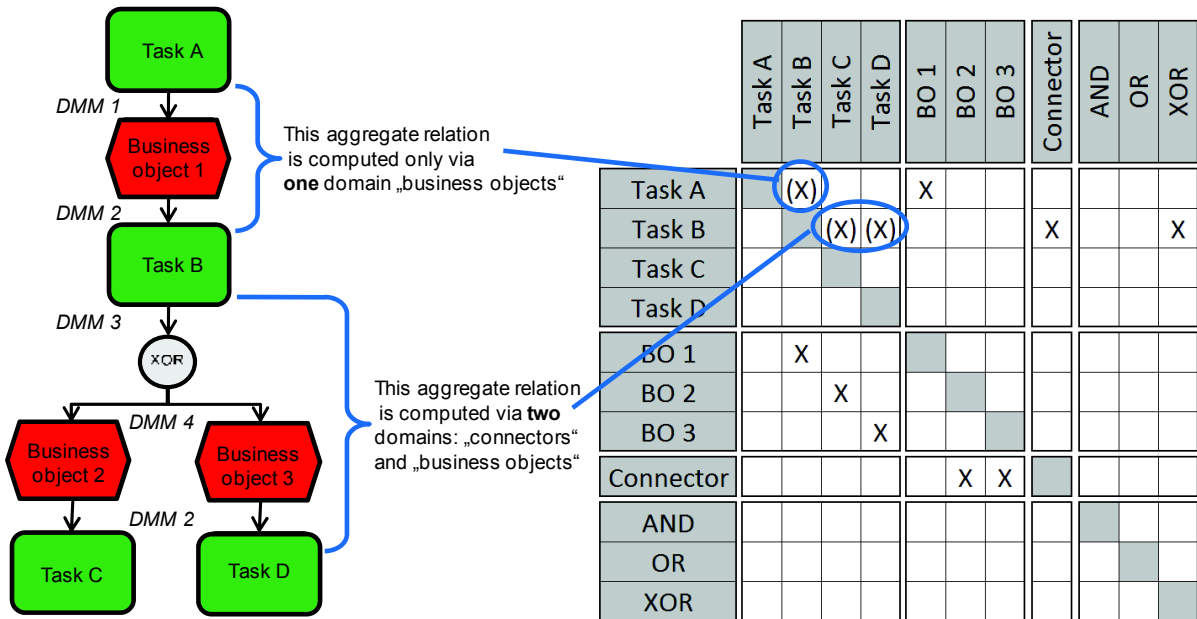 Task A
DMM 1
Business
object 1
DMM 2
Task B
DMM 3
XOR
DMM 4
Business
object 2
Business
object 3
DMM 2
Task C
Task D
This aggregate relation
is computed only via
one domain „business objects“
This aggregate relation
is computed via two
domains: „connectors“
and „business objects“
Task A
Task B
Task C
Task D
BO 1
BO 2
BO 3
Connector
AND
OR
XOR
Task A (X) X
Task B (X) (X) X X
Task C
Task D
BO 1 X
BO 2 X
BO 3 X
Connector X X
AND
OR
XOR